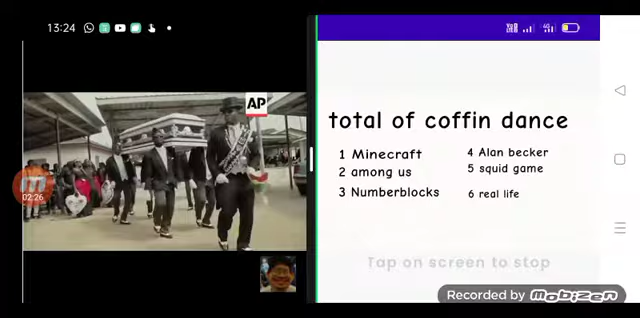 13:24
AP
02:26
total of coffin dance
1 Minecraft
2 among us
3 Numberblocks
4 Alan becker
5 squid game
6 real life
Tap on screen to stop
Recorded by MOBIZEN